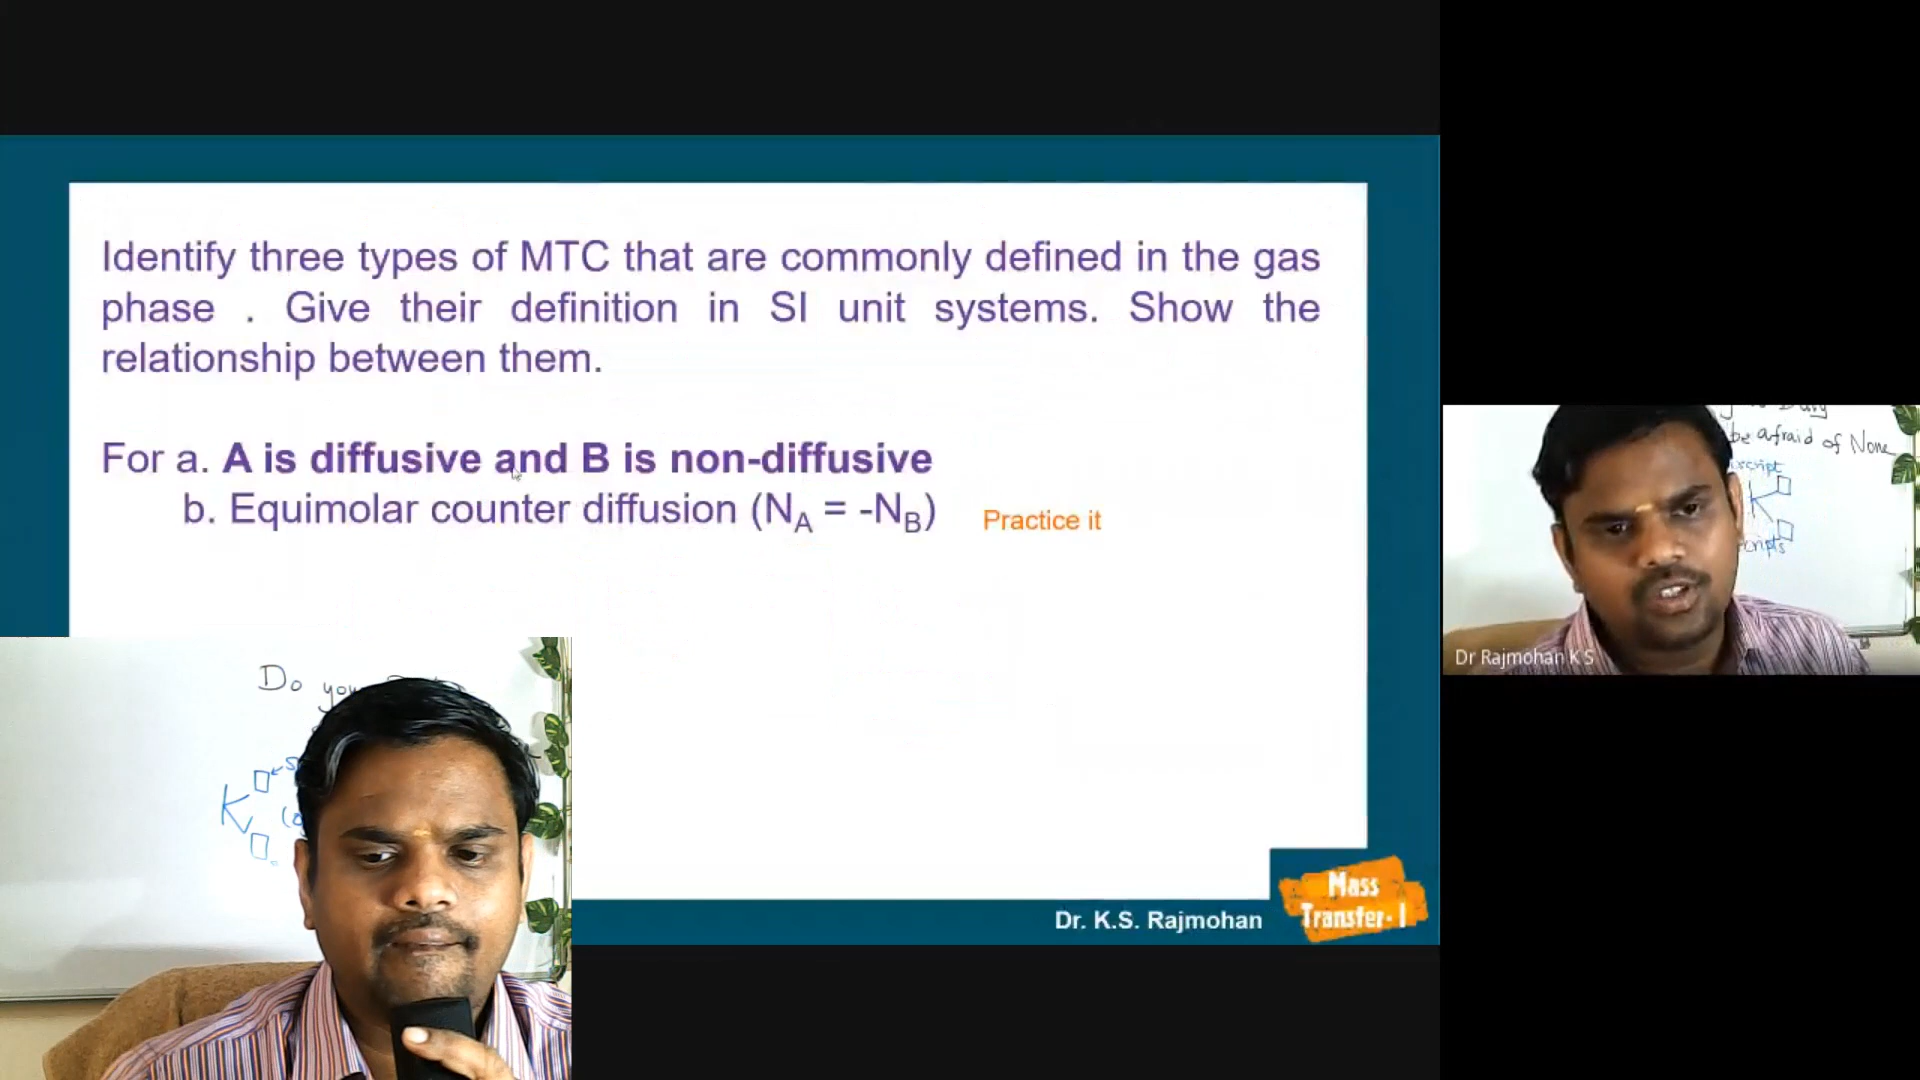 Identify three types of MTC that are commonly defined in the gas
phase . Give their definition in SI unit systems. Show the
relationship between them.
For a. A is diffusive and B is non-diffusive
b. Equimolar counter diffusion (NA = -NB)
Practice it
Do you
K
Dr. K.S. Rajmohan
Mass
Transfer- I
be afraid of None
Dr Rajmohan K S